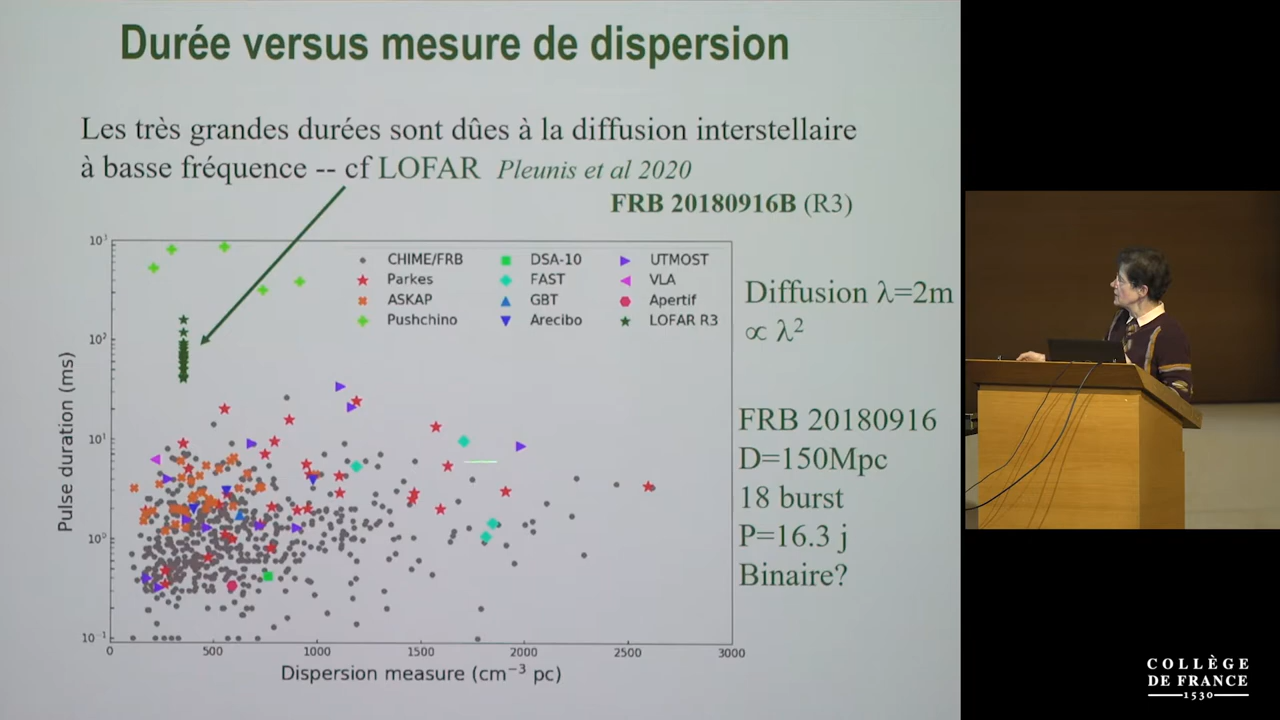 Durée versus mesure de dispersion
Les très grandes durées sont dûes à la diffusion interstellaire
à basse fréquence -- cf LOFAR Pleunis et al 2020
FRB 20180916B (R3)
CHIME/FRB
Parkes
ASKAP
Pushchino
DSA-10
FAST
GBT
Arecibo
UTMOST
VLA
Apertif
LOFAR R3
Pulse duration (ms)
10³
10²
10¹
10⁰
10⁻¹
0 500 1000 1500 2000 2500 3000
Dispersion measure (cm⁻³ pc)
Diffusion λ=2m
∝ λ²
FRB 20180916
D=150Mpc
18 burst
P=16.3 j
Binaire?
COLLÈGE
DE FRANCE
1530